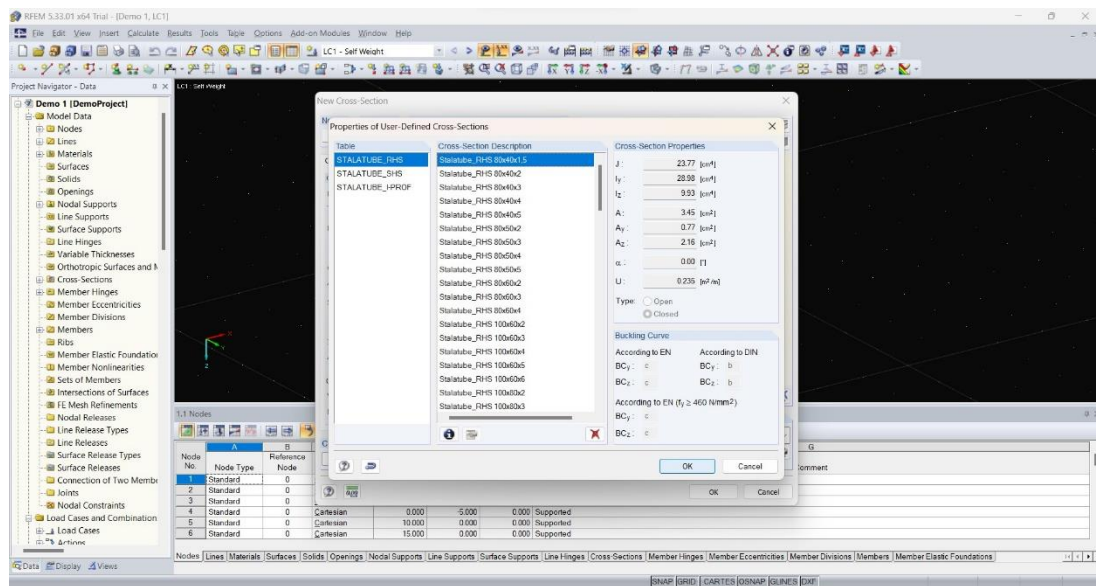 RFEM 5.33.01 x64 Trial - [Demo 1, LC1]
File Edit View Insert Calculate Results Tools Table Options Add-on Modules Window Help
LC1 - Self Weight
Project Navigator - Data
LC1 : Self Weight
Demo 1 [DemoProject]
Model Data
Nodes
Lines
Materials
Surfaces
Solids
Openings
Nodal Supports
Line Supports
Surface Supports
Line Hinges
Variable Thicknesses
Orthotropic Surfaces and
Cross-Sections
Member Hinges
Member Eccentricities
Member Divisions
Members
Ribs
Member Elastic Foundation
Member Nonlinearities
Sets of Members
Intersections of Surfaces
FE Mesh Refinements
Nodal Releases
Line Release Types
Line Releases
Surface Release Types
Surface Releases
Connection of Two Membe
Joints
Nodal Constraints
Load Cases and Combination
Load Cases
Actions
Data Display Views
New Cross-Section
Properties of User-Defined Cross-Sections
Table
STALATUBE_RHS
STALATUBE_SHS
STALATUBE_I-PROF
Cross-Section Description
Stalatube_RHS 80x40x1,5
Stalatube_RHS 80x40x2
Stalatube_RHS 80x40x3
Stalatube_RHS 80x40x4
Stalatube_RHS 80x40x5
Stalatube_RHS 80x50x2
Stalatube_RHS 80x50x3
Stalatube_RHS 80x50x4
Stalatube_RHS 80x50x5
Stalatube_RHS 80x60x2
Stalatube_RHS 80x60x3
Stalatube_RHS 80x60x4
Stalatube_RHS 100x60x2
Stalatube_RHS 100x60x3
Stalatube_RHS 100x60x4
Stalatube_RHS 100x60x5
Stalatube_RHS 100x60x6
Stalatube_RHS 100x80x2
Stalatube_RHS 100x80x3
Cross-Section Properties
J : 23.77 [cm⁴]
Iy : 28.98 [cm⁴]
Iz : 9.93 [cm⁴]
A : 3.45 [cm²]
Ay : 0.77 [cm²]
Az : 2.16 [cm²]
α : 0.00 [°]
U : 0.235 [m²/m]
Type: Open
Closed
Buckling Curve
According to EN According to DIN
BCy : c BCy : b
BCz : c BCz : b
According to EN (fy ≥ 460 N/mm2)
BCy : c
BCz : c
OK Cancel
OK Cancel
1.1 Nodes
A B G
Node No. Node Type Reference Node Comment
1 Standard 0
2 Standard 0
3 Standard 0
4 Standard 0 Cartesian 0.000 -5.000 0.000 Supported
5 Standard 0 Cartesian 10.000 0.000 0.000 Supported
6 Standard 0 Cartesian 15.000 0.000 0.000 Supported
Nodes Lines Materials Surfaces Solids Openings Nodal Supports Line Supports Surface Supports Line Hinges Cross-Sections Member Hinges Member Eccentricities Member Divisions Members Member Elastic Foundations
SNAP GRID CARTES OSNAP GLINES DXF